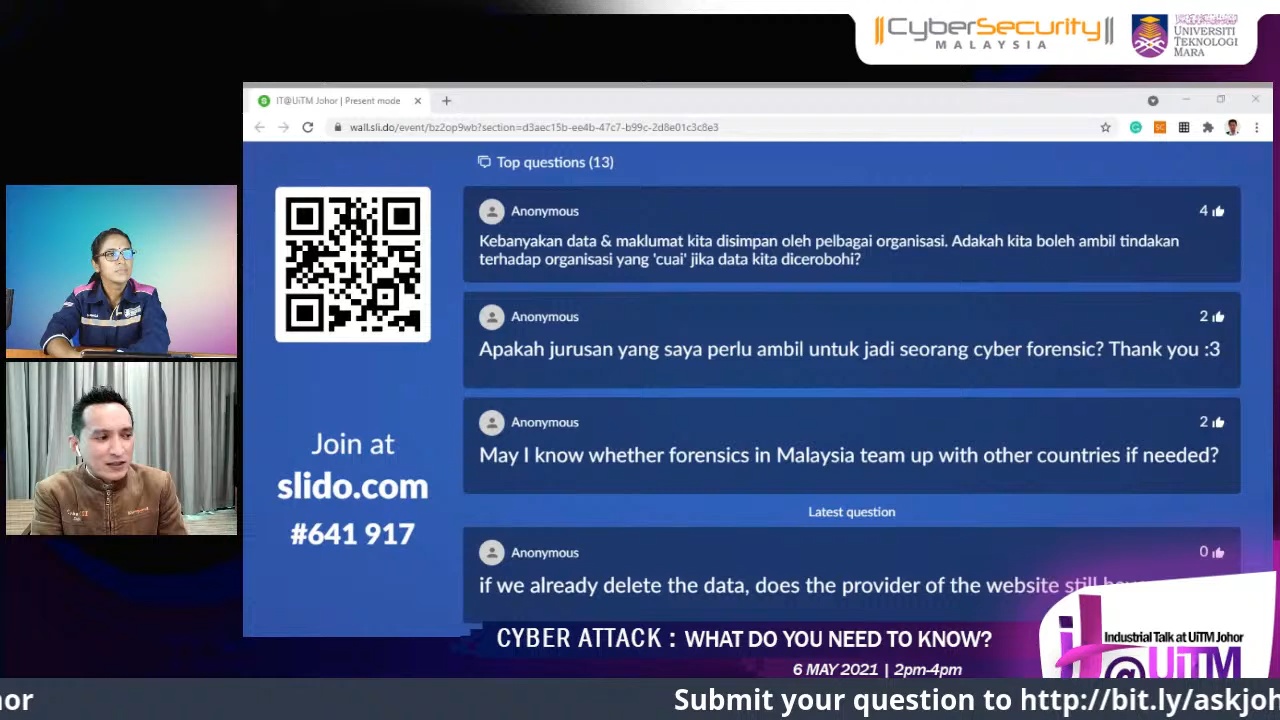 CyberSecurity
MALAYSIA
UNIVERSITI
TEKNOLOGI
MARA
IT@UiTM Johor | Present mode
wall.sli.do/event/bz2op9wb?section=d3aec15b-ee4b-47c7-b99c-2d8e01c3c8e3
Top questions (13)
Anonymous
4
Kebanyakan data & maklumat kita disimpan oleh pelbagai organisasi. Adakah kita boleh ambil tindakan
terhadap organisasi yang 'cuai' jika data kita dicerobohi?
Anonymous
2
Apakah jurusan yang saya perlu ambil untuk jadi seorang cyber forensic? Thank you :3
Anonymous
2
May I know whether forensics in Malaysia team up with other countries if needed?
Latest question
Anonymous
0
if we already delete the data, does the provider of the website still
Join at
slido.com
#641 917
CYBER ATTACK : WHAT DO YOU NEED TO KNOW?
6 MAY 2021 | 2pm-4pm
Industrial Talk at UiTM Johor
it
@UiTM
hor
Submit your question to http://bit.ly/askjoh